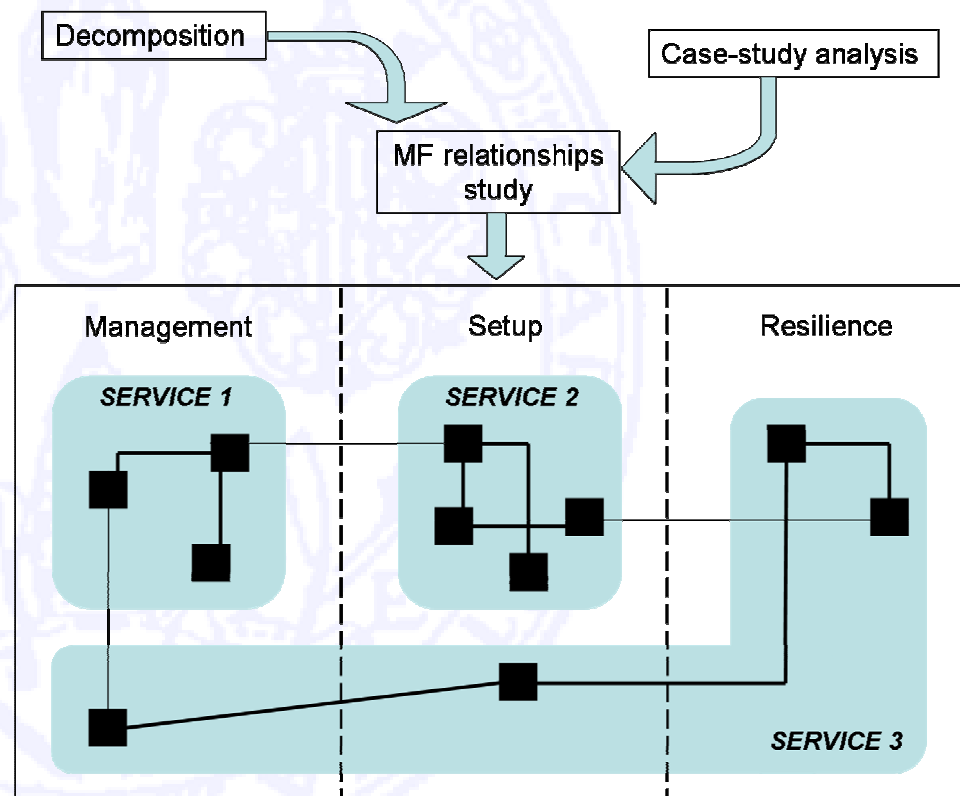 Decomposition
Case-study analysis
MF relationships
study
Management
Setup
Resilience
SERVICE 1
SERVICE 2
SERVICE 3